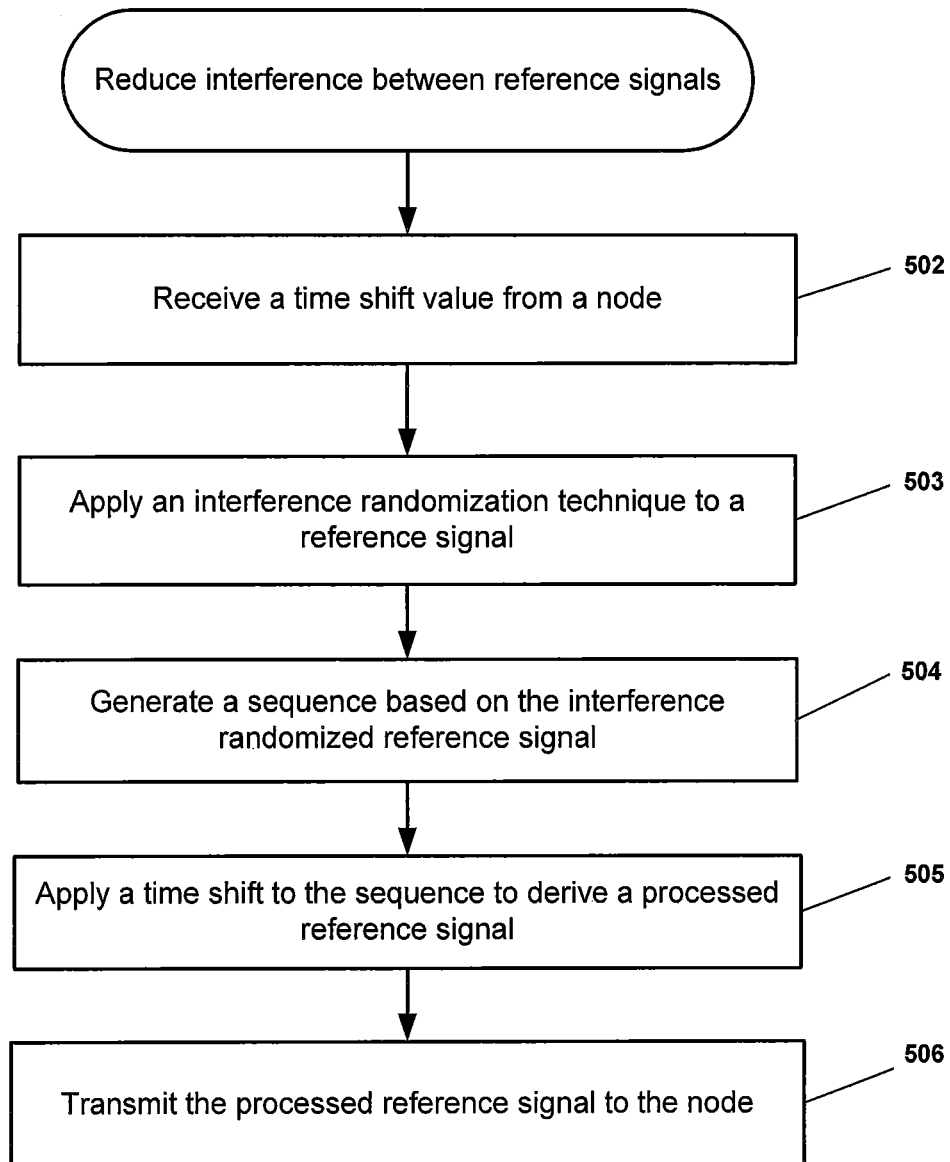 Reduce interference between reference signals
502
Receive a time shift value from a node
503
Apply an interference randomization technique to a
reference signal
504
Generate a sequence based on the interference
randomized reference signal
505
Apply a time shift to the sequence to derive a processed
reference signal
506
Transmit the processed reference signal to the node